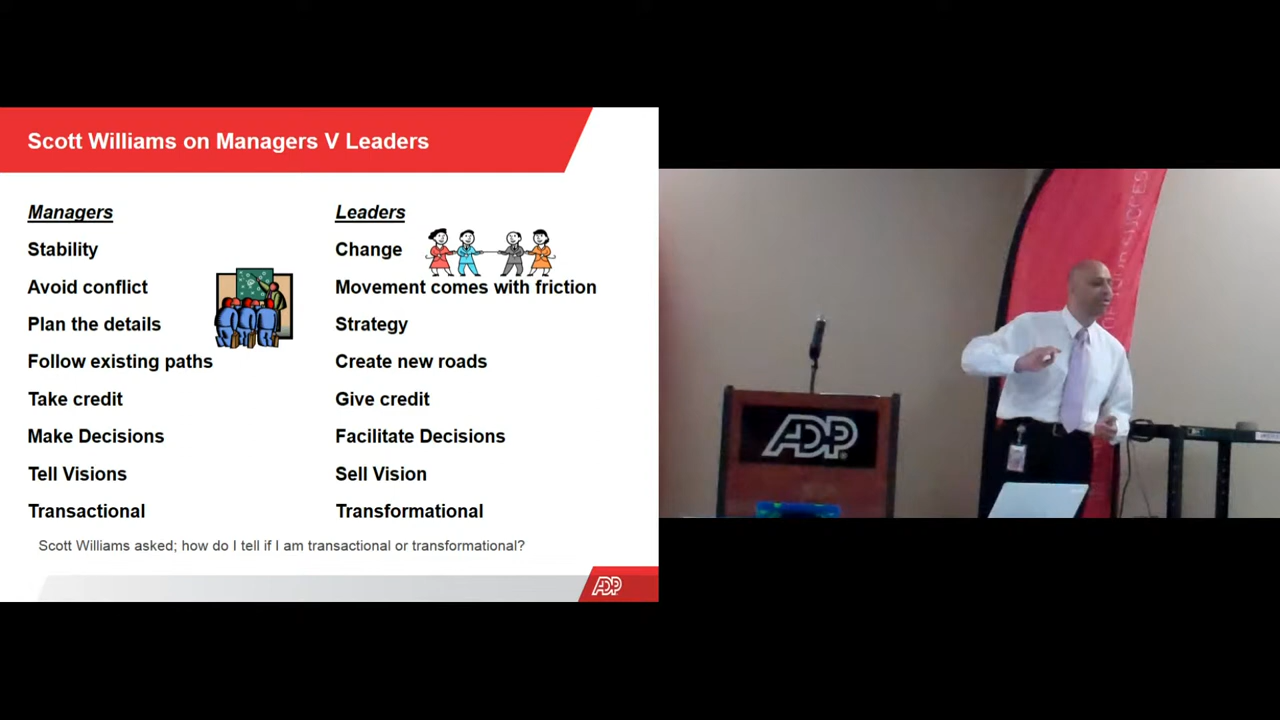 Scott Williams on Managers V Leaders
Managers
Stability
Avoid conflict
Plan the details
Follow existing paths
Take credit
Make Decisions
Tell Visions
Transactional
Leaders
Change
Movement comes with friction
Strategy
Create new roads
Give credit
Facilitate Decisions
Sell Vision
Transformational
Scott Williams asked; how do I tell if I am transactional or transformational?
ADP
ADP